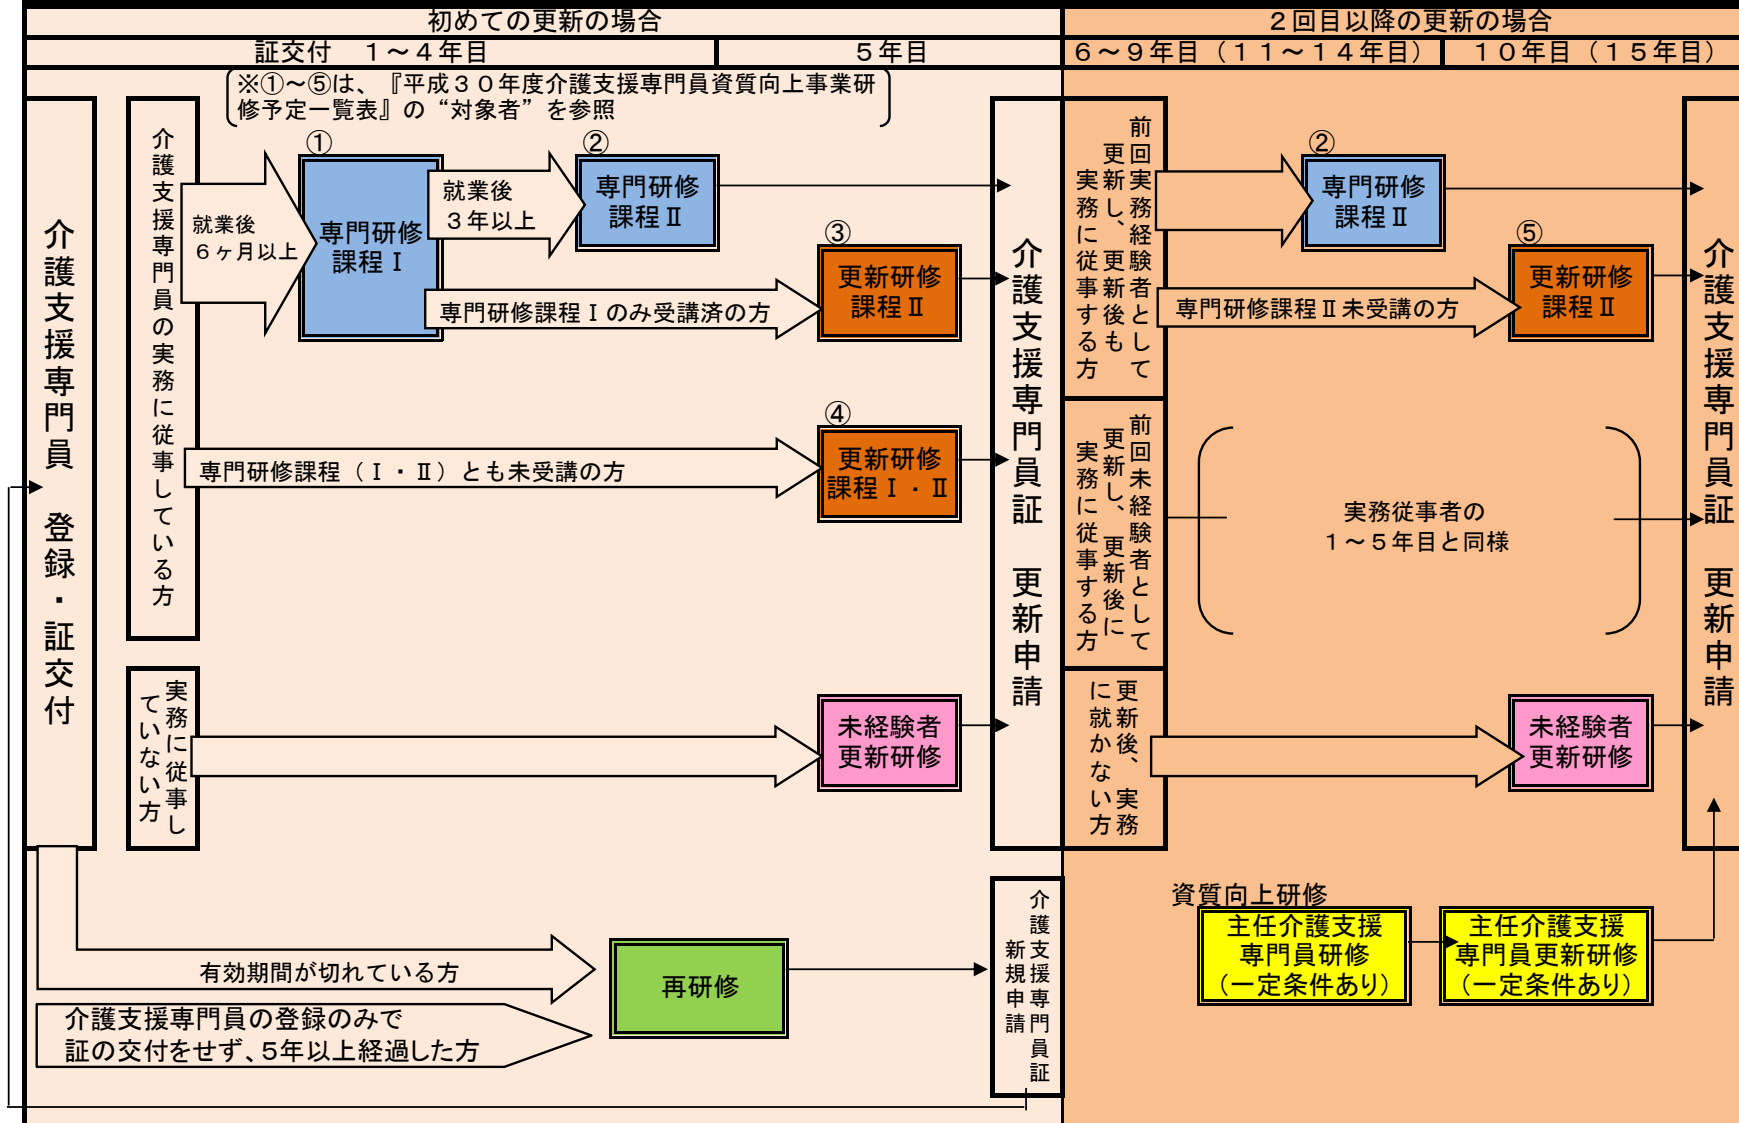 初めての更新の場合
２回目以降の更新の場合
証交付　１～４年目
５年目
６～９年目（１１～１４年目）
１０年目（１５年目）
※①～⑤は、『平成３０年度介護支援専門員資質向上事業研
修予定一覧表』の“対象者”を参照
介護支援専門員　登録・証交付
介護支援専門員の実務に従事している方
就業後
６ヶ月以上
①
専門研修
課程Ⅰ
就業後
３年以上
②
専門研修
課程Ⅱ
専門研修課程Ⅰのみ受講済の方
③
更新研修
課程Ⅱ
専門研修課程（Ⅰ・Ⅱ）とも未受講の方
④
更新研修
課程Ⅰ・Ⅱ
実務に従事し
ていない方
未経験者
更新研修
介護支援専門員証　更新申請
有効期間が切れている方
介護支援専門員の登録のみで
証の交付をせず、５年以上経過した方
再研修
介護支援専門員証
新規申請
前回実務経験者として
更新し、更新後も
実務に従事する方
②
専門研修
課程Ⅱ
専門研修課程Ⅱ未受講の方
⑤
更新研修
課程Ⅱ
前回未経験者として
更新し、更新後に
実務に従事する方
実務従事者の
１～５年目と同様
更新後、実務
に就かない方
未経験者
更新研修
介護支援専門員証　更新申請
資質向上研修
主任介護支援
専門員研修
（一定条件あり）
主任介護支援
専門員更新研修
（一定条件あり）